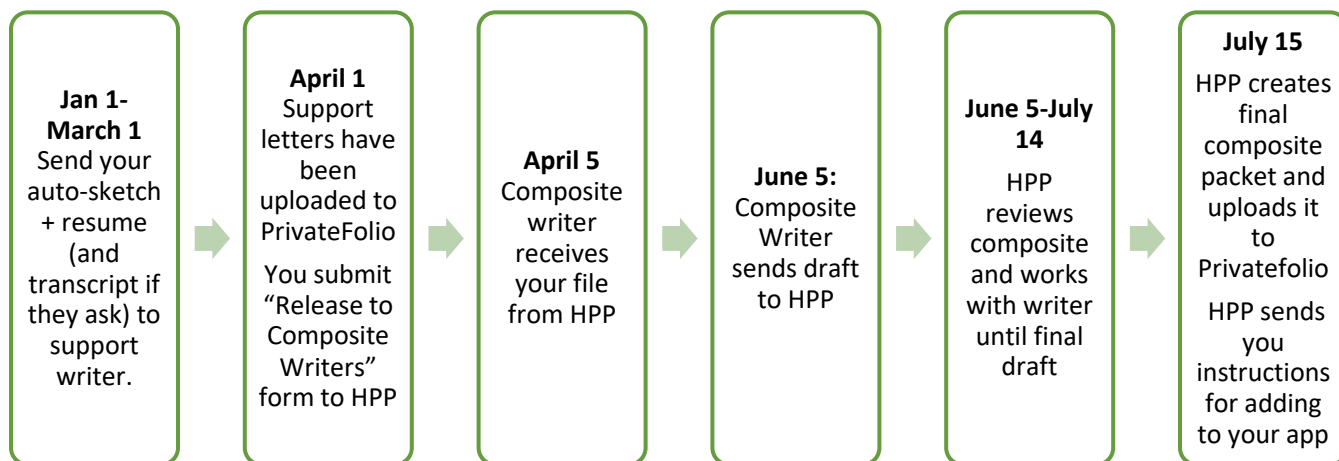 Jan 1-
March 1
Send your
auto-sketch
+ resume
(and
transcript if
they ask) to
support
writer.
April 1
Support
letters have
been
uploaded to
PrivateFolio
You submit
“Release to
Composite
Writers”
form to HPP
April 5
Composite
writer
receives
your file
from HPP
June 5:
Composite
Writer
sends draft
to HPP
June 5-July
14
HPP
reviews
composite
and works
with writer
until final
draft
July 15
HPP creates
final
composite
packet and
uploads it
to
Privatefolio
HPP sends
you
instructions
for adding
to your app